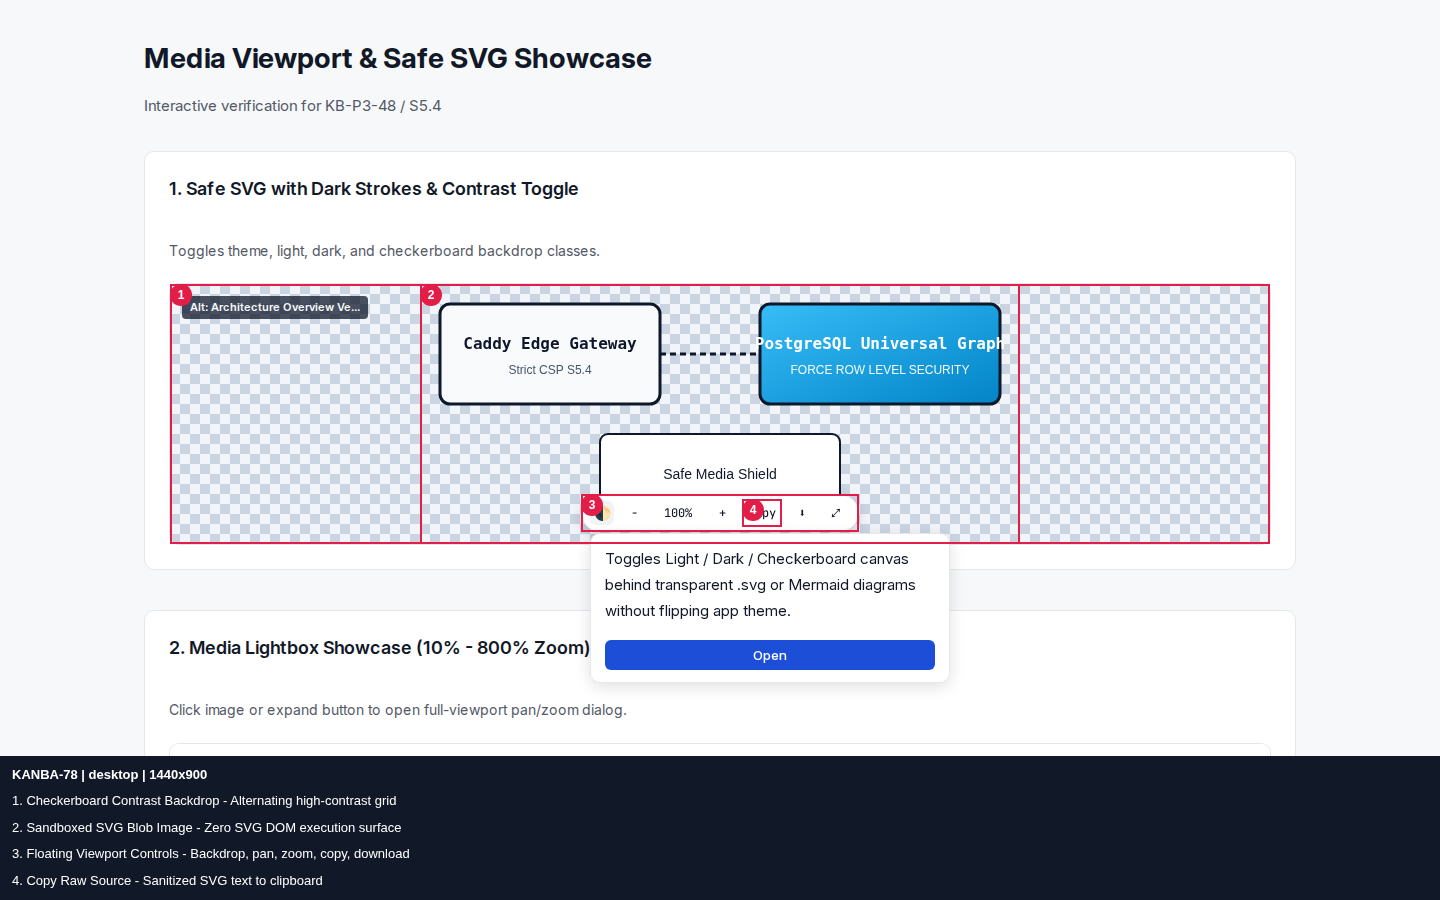 Media Viewport & Safe SVG Showcase
Interactive verification for KB-P3-48 / S5.4
1. Safe SVG with Dark Strokes & Contrast Toggle
Toggles theme, light, dark, and checkerboard backdrop classes.
1
Alt: Architecture Overview Ve...
2
Caddy Edge Gateway
Strict CSP S5.4
PostgreSQL Universal Graph
FORCE ROW LEVEL SECURITY
Safe Media Shield
3
- 100% +
4
py
Toggles Light / Dark / Checkerboard canvas
behind transparent .svg or Mermaid diagrams
without flipping app theme.
Open
2. Media Lightbox Showcase (10% - 800% Zoom)
Click image or expand button to open full-viewport pan/zoom dialog.
KANBA-78 | desktop | 1440x900
1. Checkerboard Contrast Backdrop - Alternating high-contrast grid
2. Sandboxed SVG Blob Image - Zero SVG DOM execution surface
3. Floating Viewport Controls - Backdrop, pan, zoom, copy, download
4. Copy Raw Source - Sanitized SVG text to clipboard